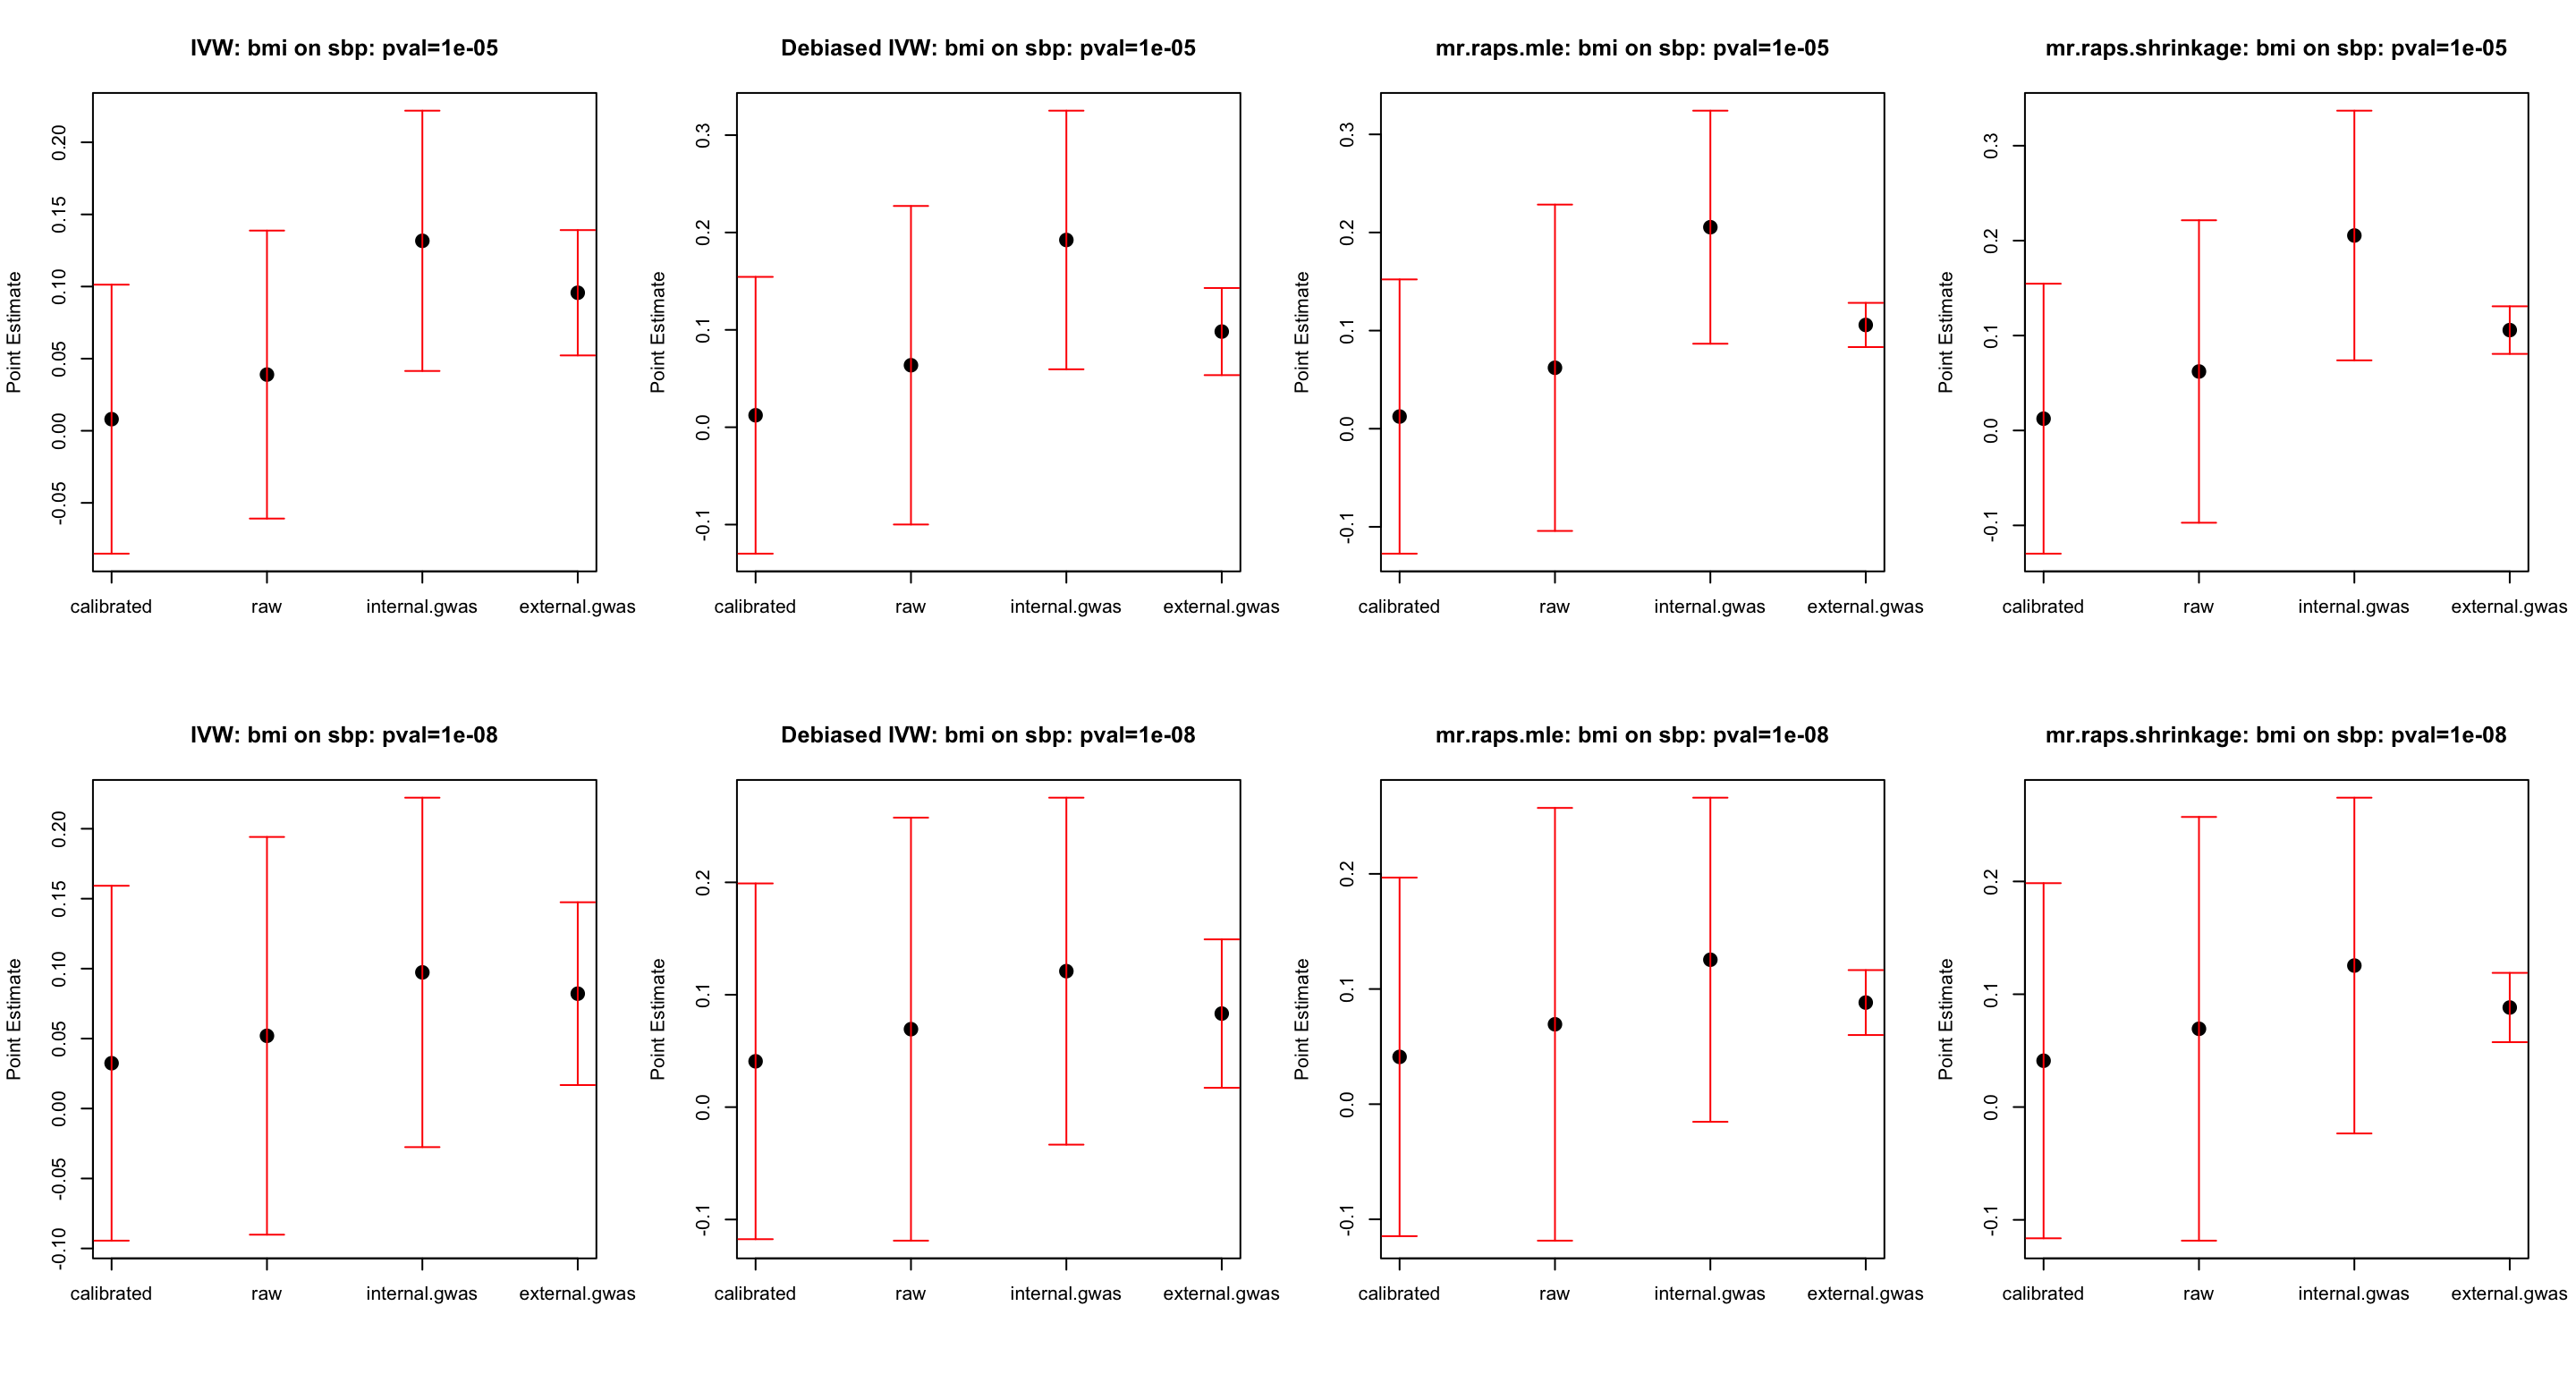 IVW: bmi on sbp: pval=1e-05
Point Estimate
0.20
0.15
0.10
0.05
0.00
-0.05
calibrated raw internal.gwas external.gwas
Debiased IVW: bmi on sbp: pval=1e-05
Point Estimate
0.3
0.2
0.1
0.0
-0.1
calibrated raw internal.gwas external.gwas
mr.raps.mle: bmi on sbp: pval=1e-05
Point Estimate
0.3
0.2
0.1
0.0
-0.1
calibrated raw internal.gwas external.gwas
mr.raps.shrinkage: bmi on sbp: pval=1e-05
Point Estimate
0.3
0.2
0.1
0.0
-0.1
calibrated raw internal.gwas external.gwas
IVW: bmi on sbp: pval=1e-08
Point Estimate
0.20
0.15
0.10
0.05
0.00
-0.05
-0.10
calibrated raw internal.gwas external.gwas
Debiased IVW: bmi on sbp: pval=1e-08
Point Estimate
0.2
0.1
0.0
-0.1
calibrated raw internal.gwas external.gwas
mr.raps.mle: bmi on sbp: pval=1e-08
Point Estimate
0.2
0.1
0.0
-0.1
calibrated raw internal.gwas external.gwas
mr.raps.shrinkage: bmi on sbp: pval=1e-08
Point Estimate
0.2
0.1
0.0
-0.1
calibrated raw internal.gwas external.gwas